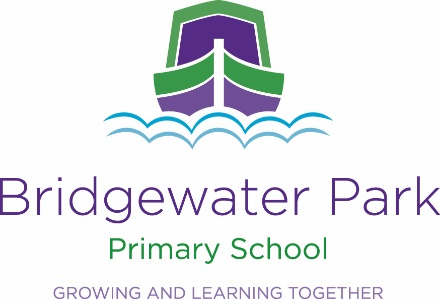 Bridgewater Park
Primary School
GROWING AND LEARNING TOGETHER